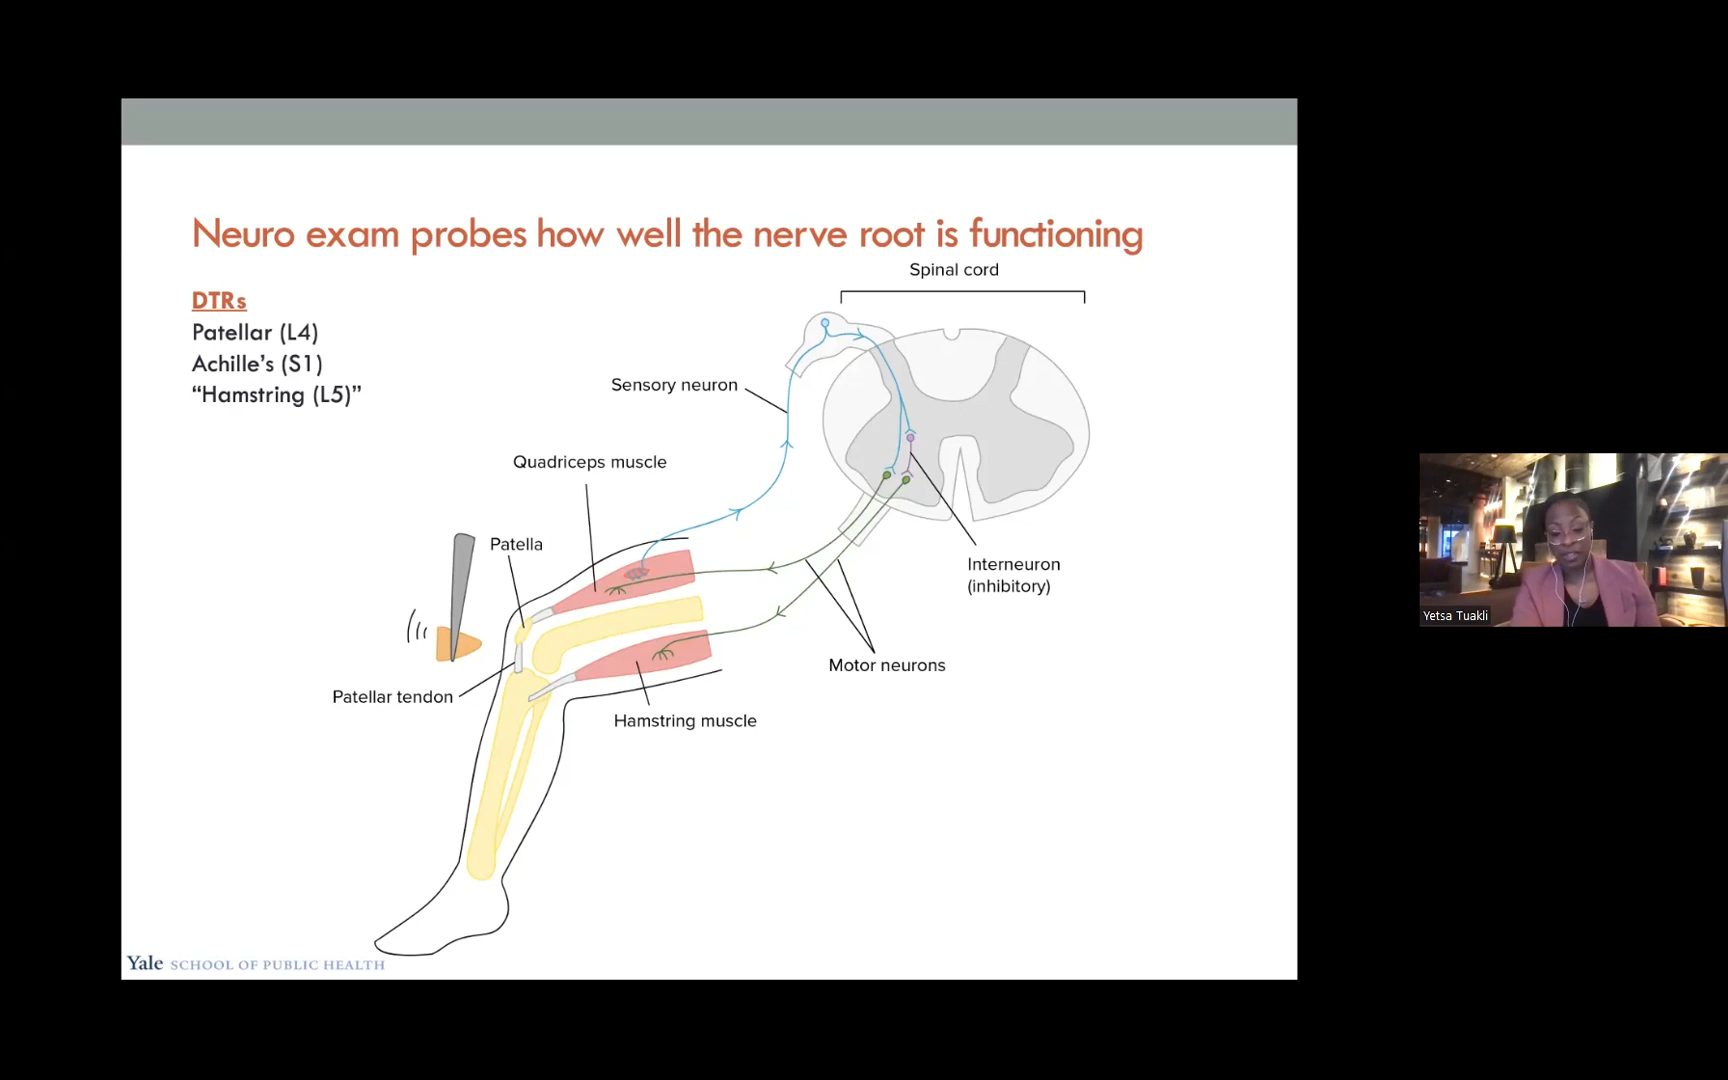 Neuro exam probes how well the nerve root is functioning
DTRs
Patellar (L4)
Achille’s (S1)
“Hamstring (L5)”
Spinal cord
Sensory neuron
Quadriceps muscle
Patella
Interneuron
(inhibitory)
Motor neurons
Patellar tendon
Hamstring muscle
Yale SCHOOL OF PUBLIC HEALTH
Yetsa Tuakli